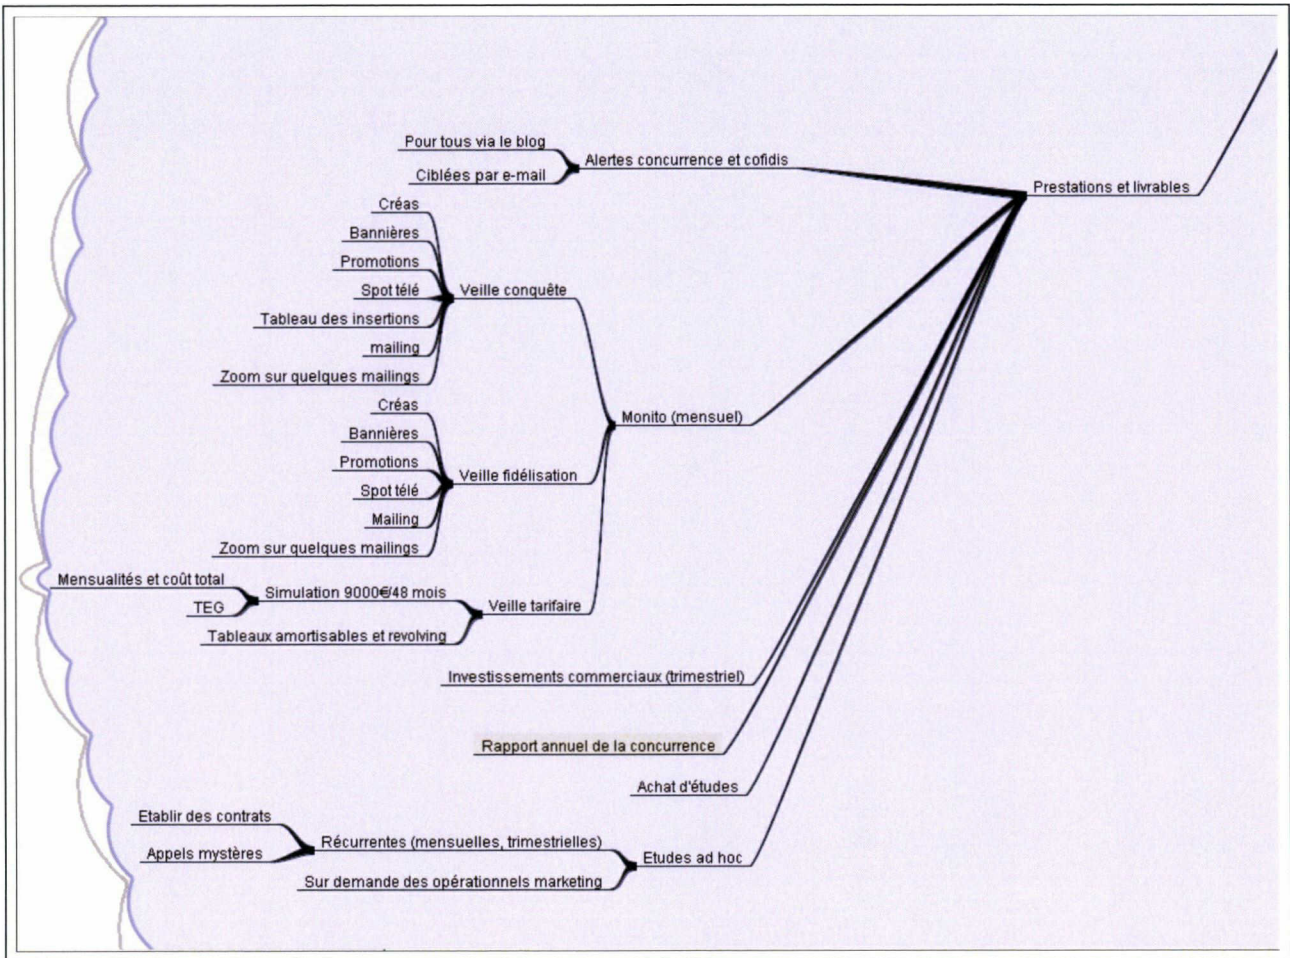 Pour tous via le blog
Alertes concurrence et cofidis
Ciblées par e-mail
Prestations et livrables
Créas
Bannières
Promotions
Spot télé
Veille conquête
Tableau des insertions
mailing
Zoom sur quelques mailings
Créas
Monito (mensuel)
Bannières
Promotions
Veille fidélisation
Spot télé
Mailing
Zoom sur quelques mailings
Mensualités et coût total
Simulation 9000€/48 mois
TEG
Veille tarifaire
Tableaux amortisables et revolving
Investissements commerciaux (trimestriel)
Rapport annuel de la concurrence
Achat d'études
Etablir des contrats
Récurrentes (mensuelles, trimestrielles)
Appels mystères
Etudes ad hoc
Sur demande des opérationnels marketing